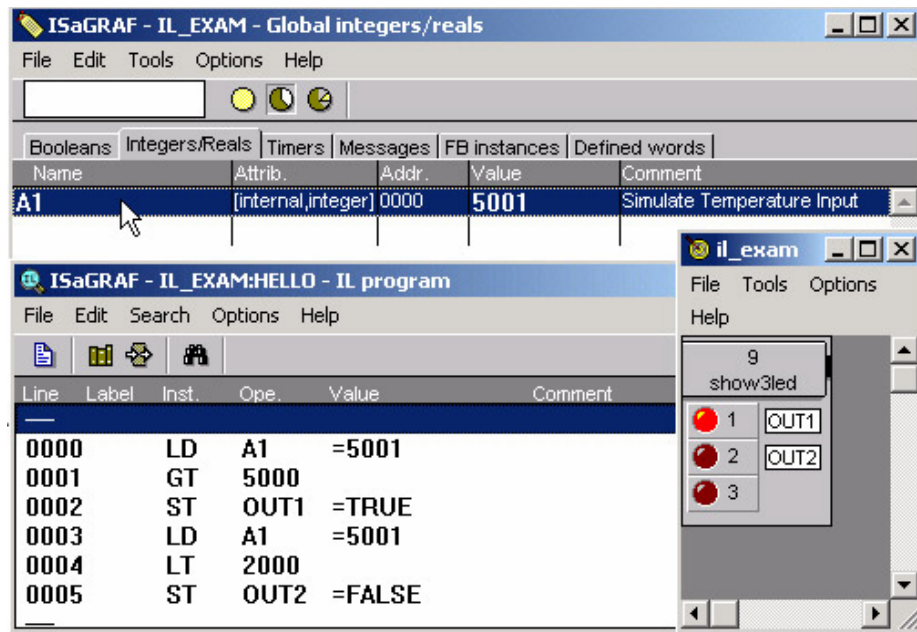 ISaGRAF - IL_EXAM - Global integers/reals
File Edit Tools Options Help
Booleans Integers/Reals Timers Messages FB instances Defined words
Name Attrib. Addr. Value Comment
A1 [internal,integer] 0000 5001 Simulate Temperature Input
ISaGRAF - IL_EXAM:HELLO - IL program
File Edit Search Options Help
Line Label Inst. Ope. Value Comment
0000 LD A1 =5001
0001 GT 5000
0002 ST OUT1 =TRUE
0003 LD A1 =5001
0004 LT 2000
0005 ST OUT2 =FALSE
il_exam
File Tools Options
Help
9
show3led
1 OUT1
2 OUT2
3